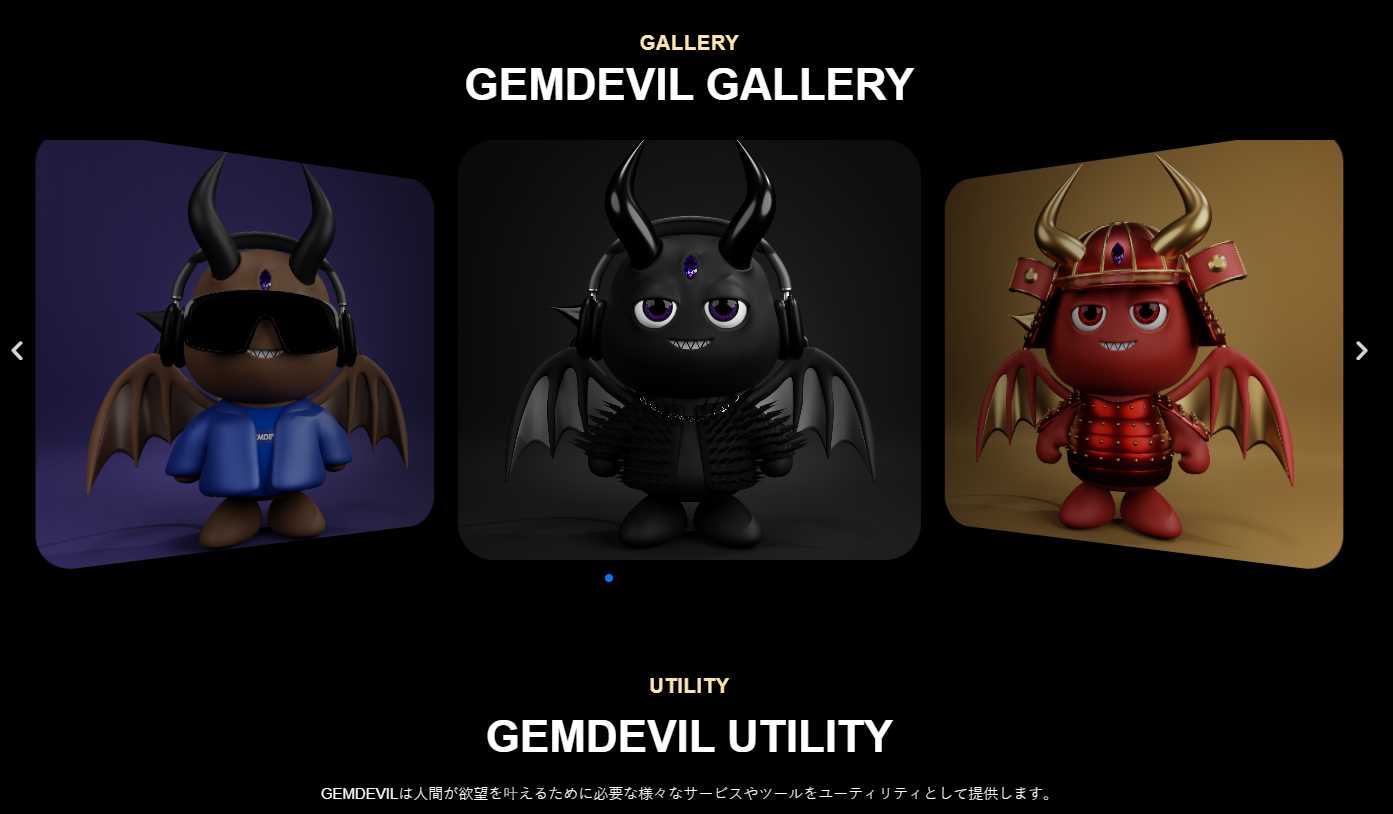 GALLERY
GEMDEVIL GALLERY
UTILITY
GEMDEVIL UTILITY
GEMDEVILは人間が欲望を叶えるために必要な様々なサービスやツールをユーティリティとして提供します。